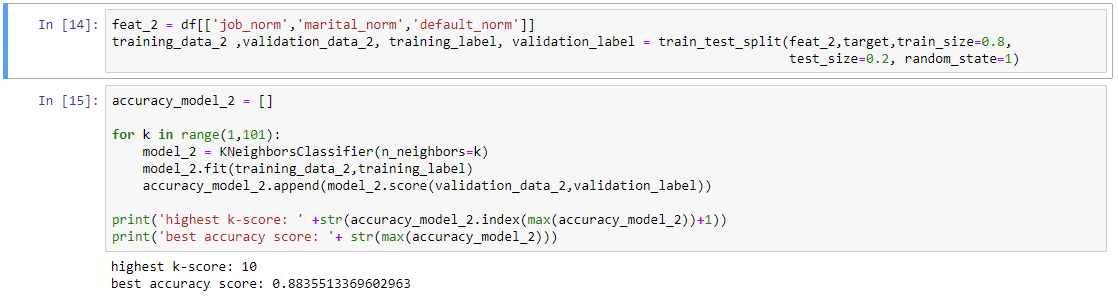 In [14]: feat_2 = df[['job_norm','marital_norm','default_norm']]
training_data_2 ,validation_data_2, training_label, validation_label = train_test_split(feat_2,target,train_size=0.8,
test_size=0.2, random_state=1)
In [15]: accuracy_model_2 = []
for k in range(1,101):
model_2 = KNeighborsClassifier(n_neighbors=k)
model_2.fit(training_data_2,training_label)
accuracy_model_2.append(model_2.score(validation_data_2,validation_label))
print('highest k-score: ' +str(accuracy_model_2.index(max(accuracy_model_2))+1))
print('best accuracy score: '+ str(max(accuracy_model_2)))
highest k-score: 10
best accuracy score: 0.8835513369602963